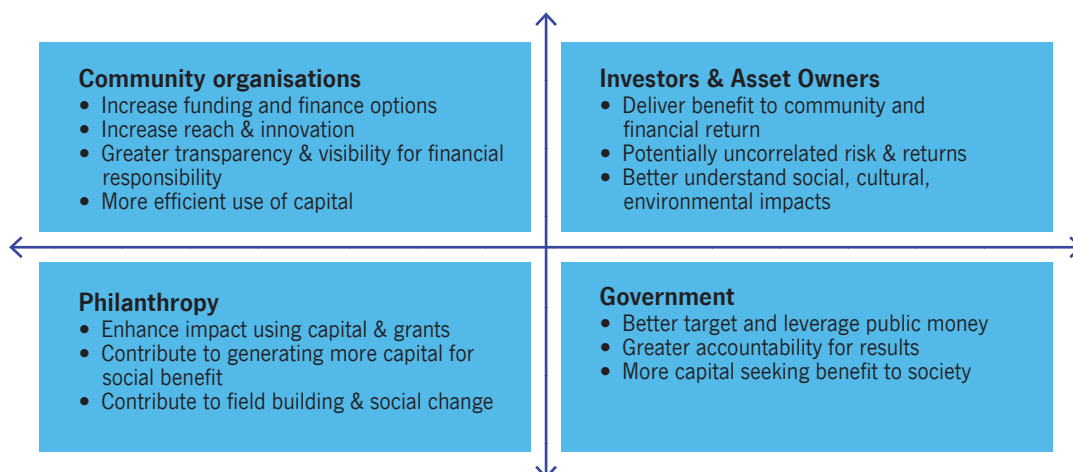 Community organisations
• Increase funding and finance options
• Increase reach & innovation
• Greater transparency & visibility for financial
responsibility
• More efficient use of capital
Investors & Asset Owners
• Deliver benefit to community and
financial return
• Potentially uncorrelated risk & returns
• Better understand social, cultural,
environmental impacts
Philanthropy
• Enhance impact using capital & grants
• Contribute to generating more capital for
social benefit
• Contribute to field building & social change
Government
• Better target and leverage public money
• Greater accountability for results
• More capital seeking benefit to society